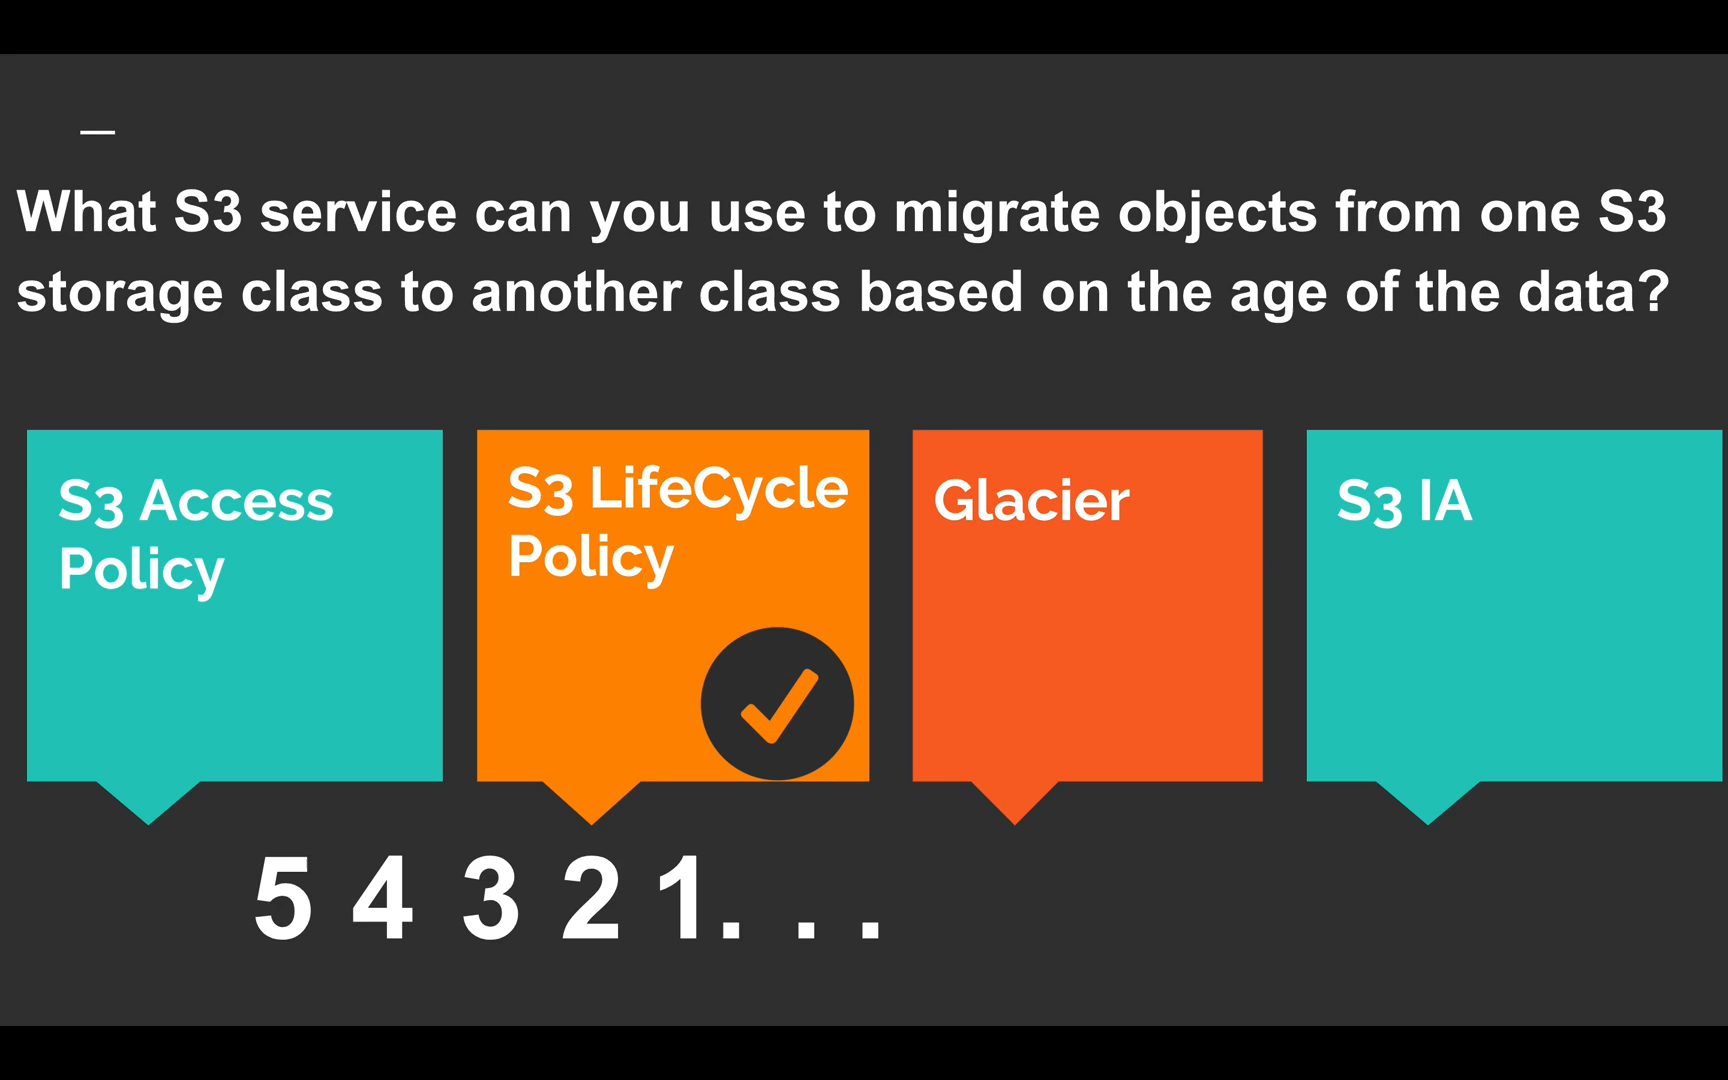 What S3 service can you use to migrate objects from one S3
storage class to another class based on the age of the data?
S3 Access
Policy
S3 LifeCycle
Policy
Glacier
S3 IA
5 4 3 2 1. . .